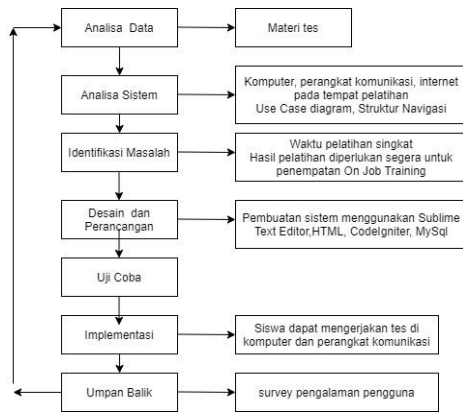 Analisa Data
Materi tes
Analisa Sistem
Komputer, perangkat komunikasi, internet
pada tempat pelatihan
Use Case diagram, Struktur Navigasi
Identifikasi Masalah
Waktu pelatihan singkat
Hasil pelatihan diperlukan segera untuk
penempatan On Job Training
Desain dan
Perancangan
Pembuatan sistem menggunakan Sublime
Text Editor,HTML, CodeIgniter, MySql
Uji Coba
Implementasi
Siswa dapat mengerjakan tes di
komputer dan perangkat komunikasi
Umpan Balik
survey pengalaman pengguna